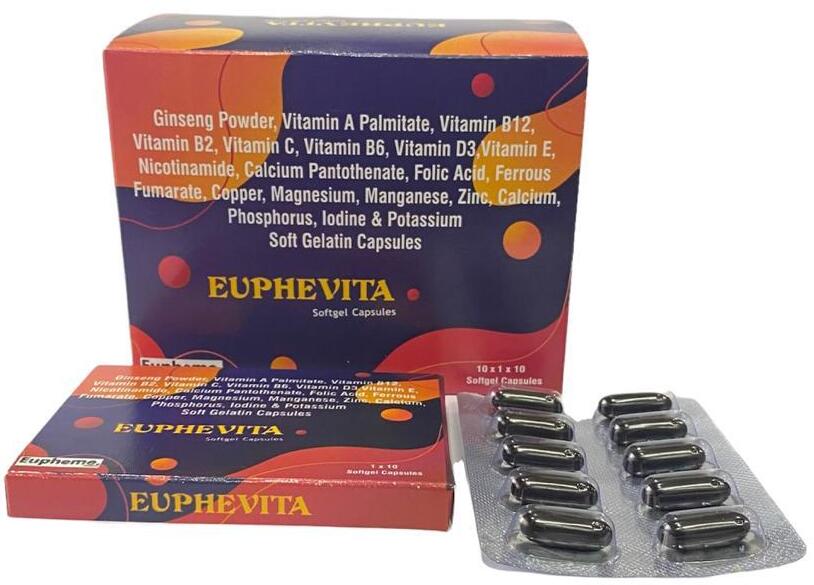 EUPHEVITA
Ginseng Powder, Vitamin A Palmitate, Vitamin B12,
Vitamin B2, Vitamin C, Vitamin B6, Vitamin D3,Vitamin E,
Nicotinamide, Calcium Pantothenate, Folic Acid, Ferrous
Fumarate, Copper, Magnesium, Manganese, Zinc, Calcium,
Phosphorus, Iodine & Potassium
Soft Gelatin Capsules
EUPHEVITA
Softgel Capsules
Eupheme
10 x 1 x 10
Softgel Capsules
Ginseng Powder, Vitamin A Palmitate, Vitamin B12,
Vitamin B2, Vitamin C, Vitamin B6, Vitamin D3,Vitamin E,
Nicotinamide, Calcium Pantothenate, Folic Acid, Ferrous
Fumarate, Copper, Magnesium, Manganese, Zinc, Calcium,
Phosphorus, Iodine & Potassium
Soft Gelatin Capsules
EUPHEVITA
Softgel Capsules
Eupheme
1 x 10
Softgel Capsules
EUPHEVITA